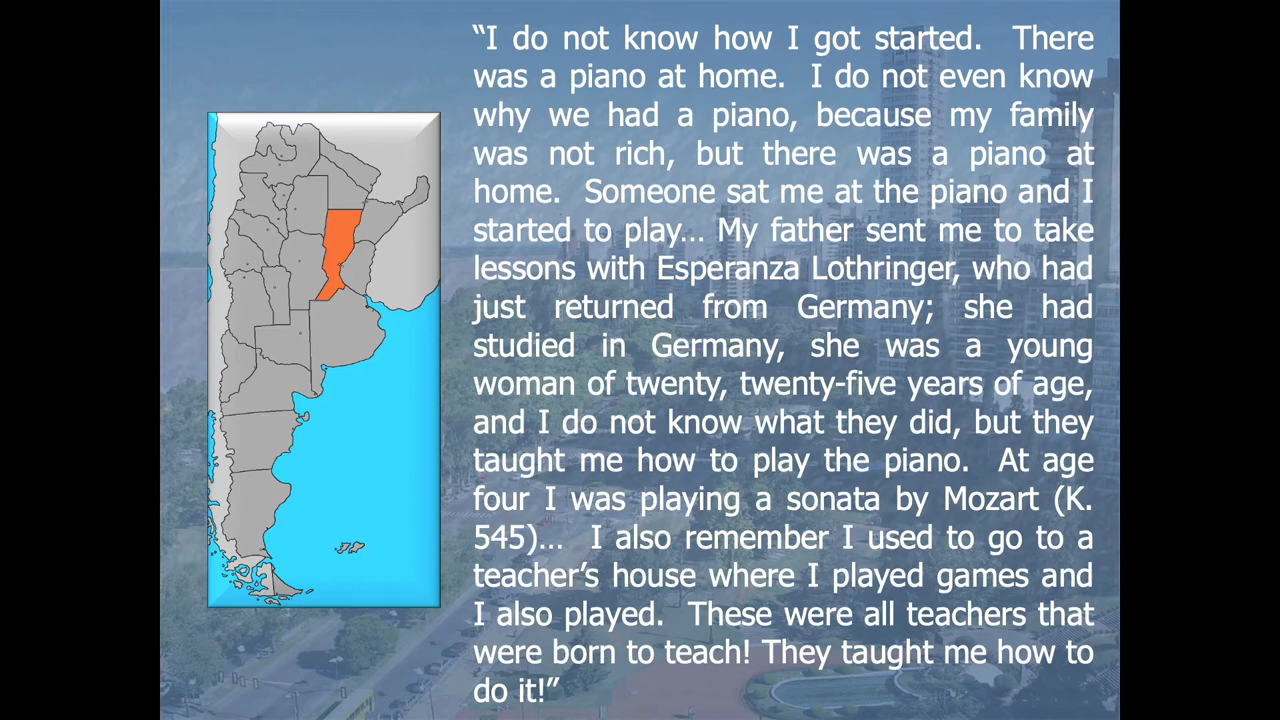 “I do not know how I got started.  There
was a piano at home.  I do not even know
why we had a piano, because my family
was not rich, but there was a piano at
home.  Someone sat me at the piano and I
started to play… My father sent me to take
lessons with Esperanza Lothringer, who had
just returned from Germany; she had
studied in Germany, she was a young
woman of twenty, twenty-five years of age,
and I do not know what they did, but they
taught me how to play the piano.  At age
four I was playing a sonata by Mozart (K.
545)…  I also remember I used to go to a
teacher’s house where I played games and
I also played.  These were all teachers that
were born to teach! They taught me how to
do it!”